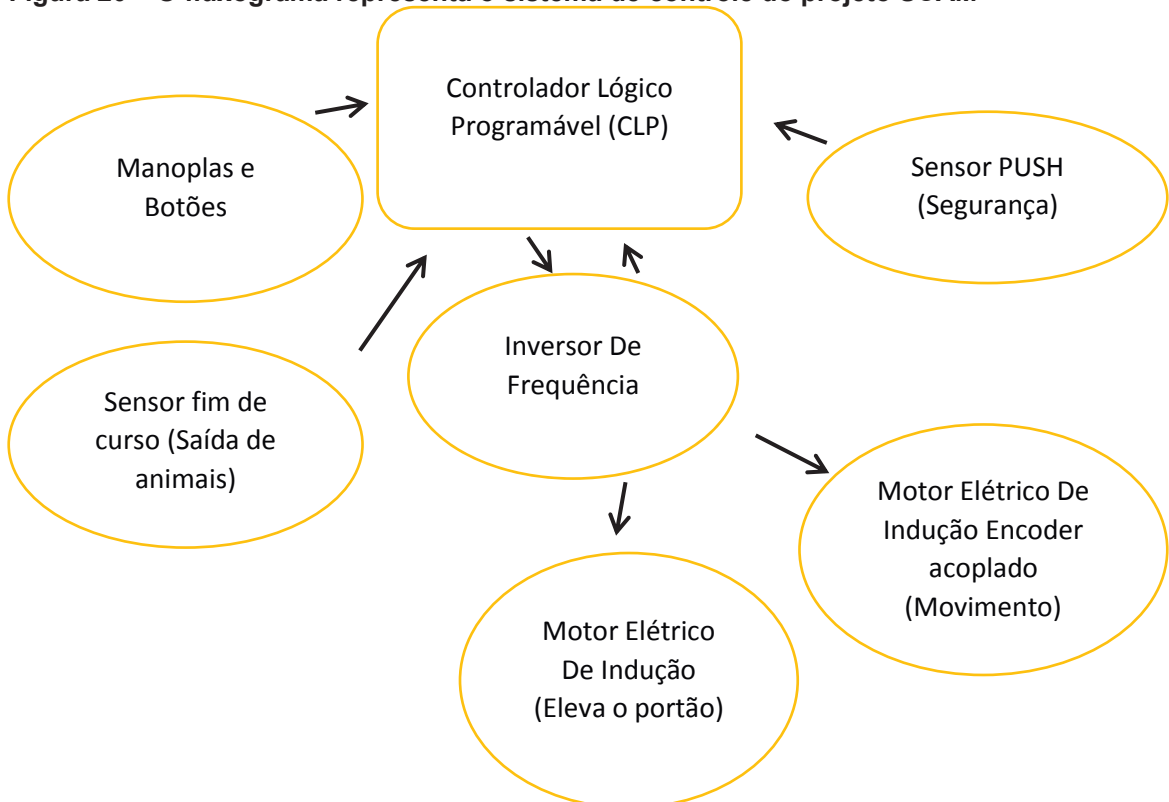 Controlador Lógico
Programável (CLP)
Manoplas e
Botões
Sensor PUSH
(Segurança)
Inversor De
Frequência
Sensor fim de
curso (Saída de
animais)
Motor Elétrico De
Indução Encoder
acoplado
(Movimento)
Motor Elétrico
De Indução
(Eleva o portão)